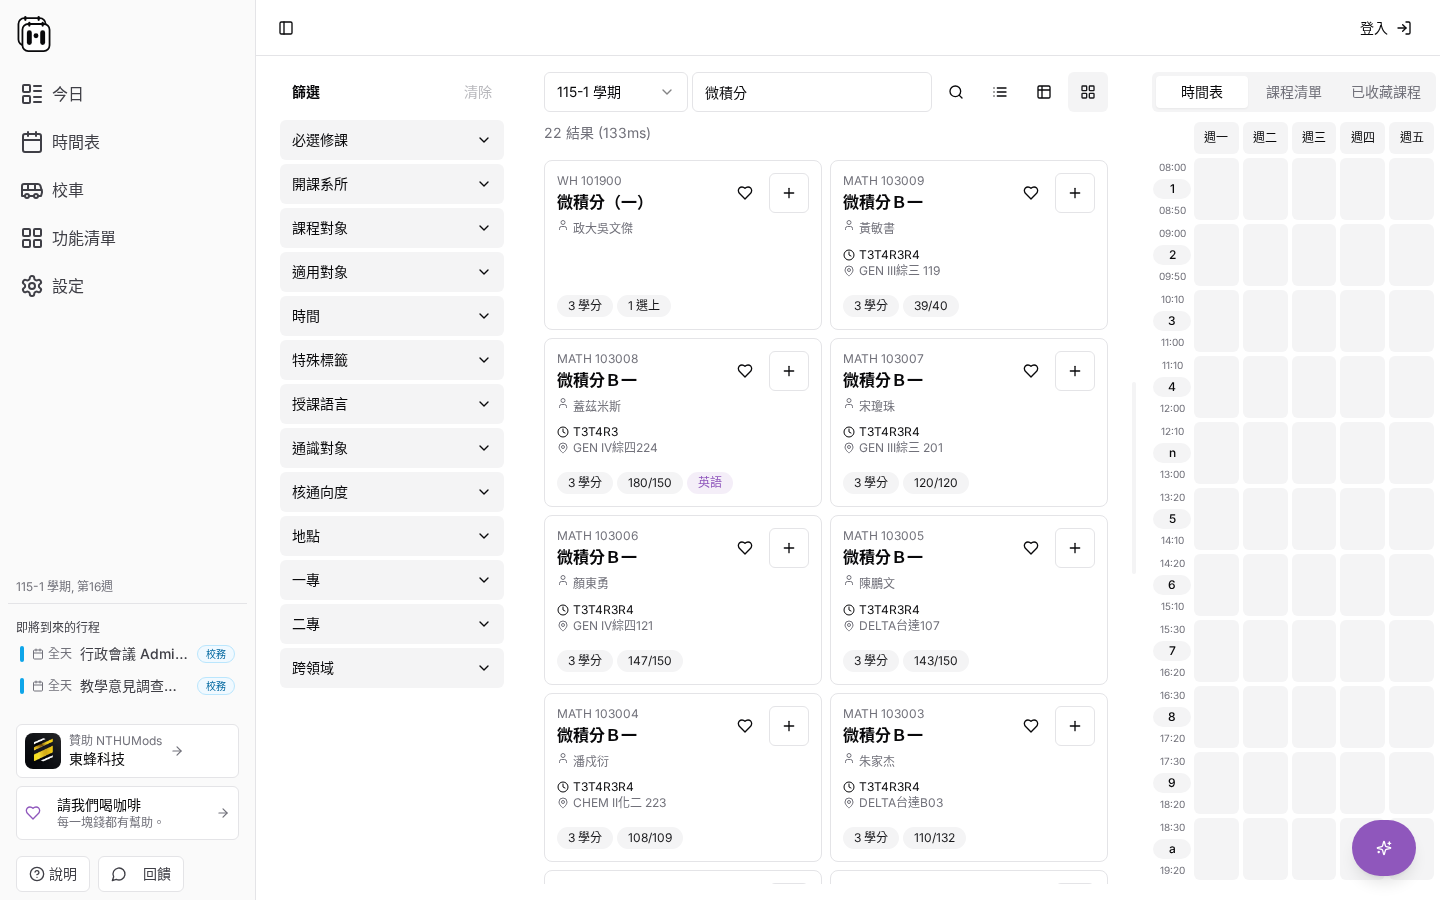 今日
時間表
校車
功能清單
設定
115-1 學期, 第16週
即將到來的行程
全天 行政會議 Admi... 校務
全天 教學意見調查... 校務
贊助 NTHUMods
東蜂科技
請我們喝咖啡
每一塊錢都有幫助。
說明 回饋
登入
篩選 清除
必選修課
開課系所
課程對象
適用對象
時間
特殊標籤
授課語言
通識對象
核通向度
地點
一專
二專
跨領域
115-1 學期 微積分
22 結果 (133ms)
WH 101900
微積分（一）
政大吳文傑
3 學分 1 選上
MATH 103009
微積分Ｂ一
黃敏書
T3T4R3R4
GEN III綜三 119
3 學分 39/40
MATH 103008
微積分Ｂ一
蓋茲米斯
T3T4R3
GEN IV綜四224
3 學分 180/150 英語
MATH 103007
微積分Ｂ一
宋瓊珠
T3T4R3R4
GEN III綜三 201
3 學分 120/120
MATH 103006
微積分Ｂ一
顏東勇
T3T4R3R4
GEN IV綜四121
3 學分 147/150
MATH 103005
微積分Ｂ一
陳鵬文
T3T4R3R4
DELTA台達107
3 學分 143/150
MATH 103004
微積分Ｂ一
潘戍衍
T3T4R3R4
CHEM II化二 223
3 學分 108/109
MATH 103003
微積分Ｂ一
朱家杰
T3T4R3R4
DELTA台達B03
3 學分 110/132
時間表 課程清單 已收藏課程
週一 週二 週三 週四 週五
08:00
1
08:50
09:00
2
09:50
10:10
3
11:00
11:10
4
12:00
12:10
n
13:00
13:20
5
14:10
14:20
6
15:10
15:30
7
16:20
16:30
8
17:20
17:30
9
18:20
18:30
a
19:20